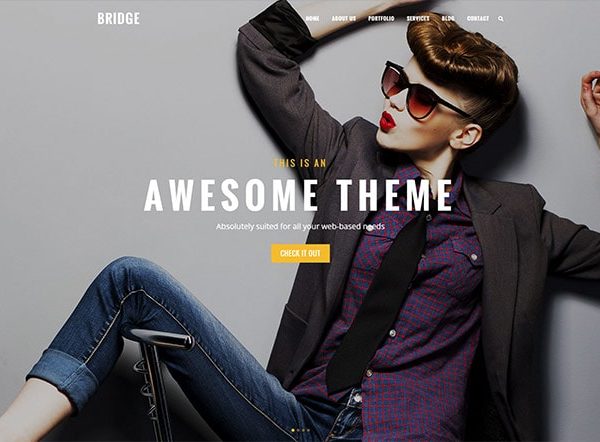 BRIDGE
HOME ABOUT US PORTFOLIO SERVICES BLOG CONTACT
THIS IS AN
AWESOME THEME
Absolutely suited for all your web-based needs
CHECK IT OUT